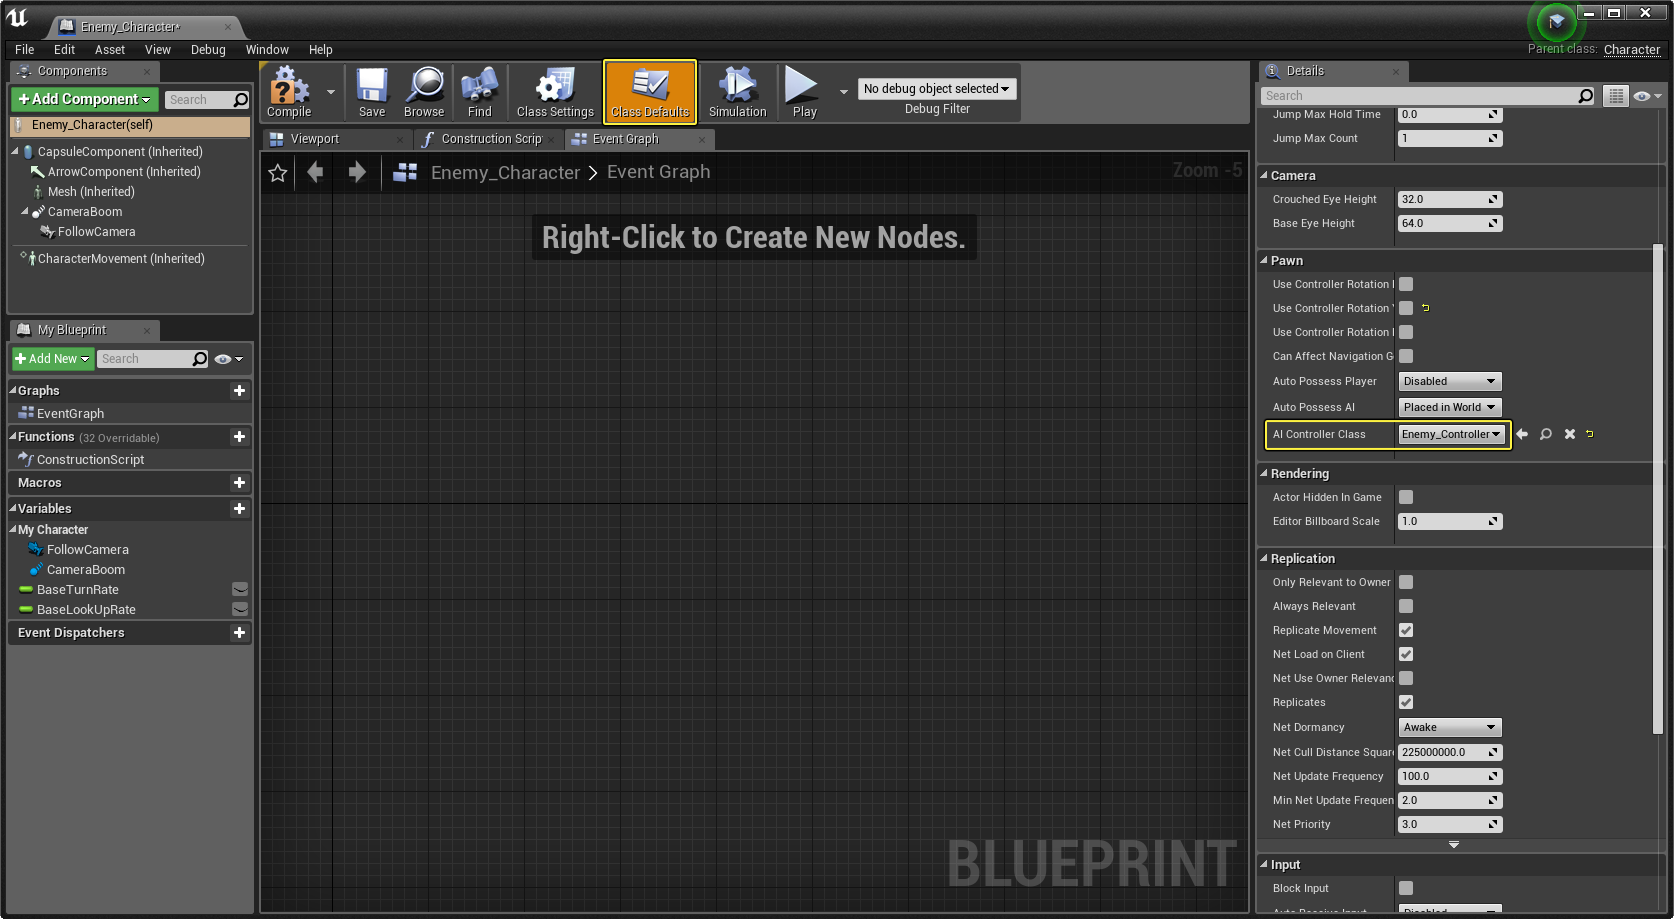 Enemy_Character*
File Edit Asset View Debug Window Help
Parent class: Character
Components
+ Add Component
Search
Enemy_Character(self)
CapsuleComponent (Inherited)
ArrowComponent (Inherited)
Mesh (Inherited)
CameraBoom
FollowCamera
CharacterMovement (Inherited)
My Blueprint
+ Add New
Search
Graphs
EventGraph
Functions (32 Overridable)
ConstructionScript
Macros
Variables
My Character
FollowCamera
CameraBoom
BaseTurnRate
BaseLookUpRate
Event Dispatchers
Compile
Save
Browse
Find
Class Settings
Class Defaults
Simulation
Play
No debug object selected
Debug Filter
Viewport
Construction Scrip
Event Graph
Enemy_Character > Event Graph
Zoom -5
Right-Click to Create New Nodes.
BLUEPRINT
Details
Search
Jump Max Hold Time 0.0
Jump Max Count 1
Camera
Crouched Eye Height 32.0
Base Eye Height 64.0
Pawn
Use Controller Rotation
Use Controller Rotation
Use Controller Rotation
Can Affect Navigation G
Auto Possess Player Disabled
Auto Possess AI Placed in World
AI Controller Class Enemy_Controller
Rendering
Actor Hidden In Game
Editor Billboard Scale 1.0
Replication
Only Relevant to Owner
Always Relevant
Replicate Movement
Net Load on Client
Net Use Owner Relevanc
Replicates
Net Dormancy Awake
Net Cull Distance Square 225000000.0
Net Update Frequency 100.0
Min Net Update Frequen 2.0
Net Priority 3.0
Input
Block Input
Auto Receive Input Disabled